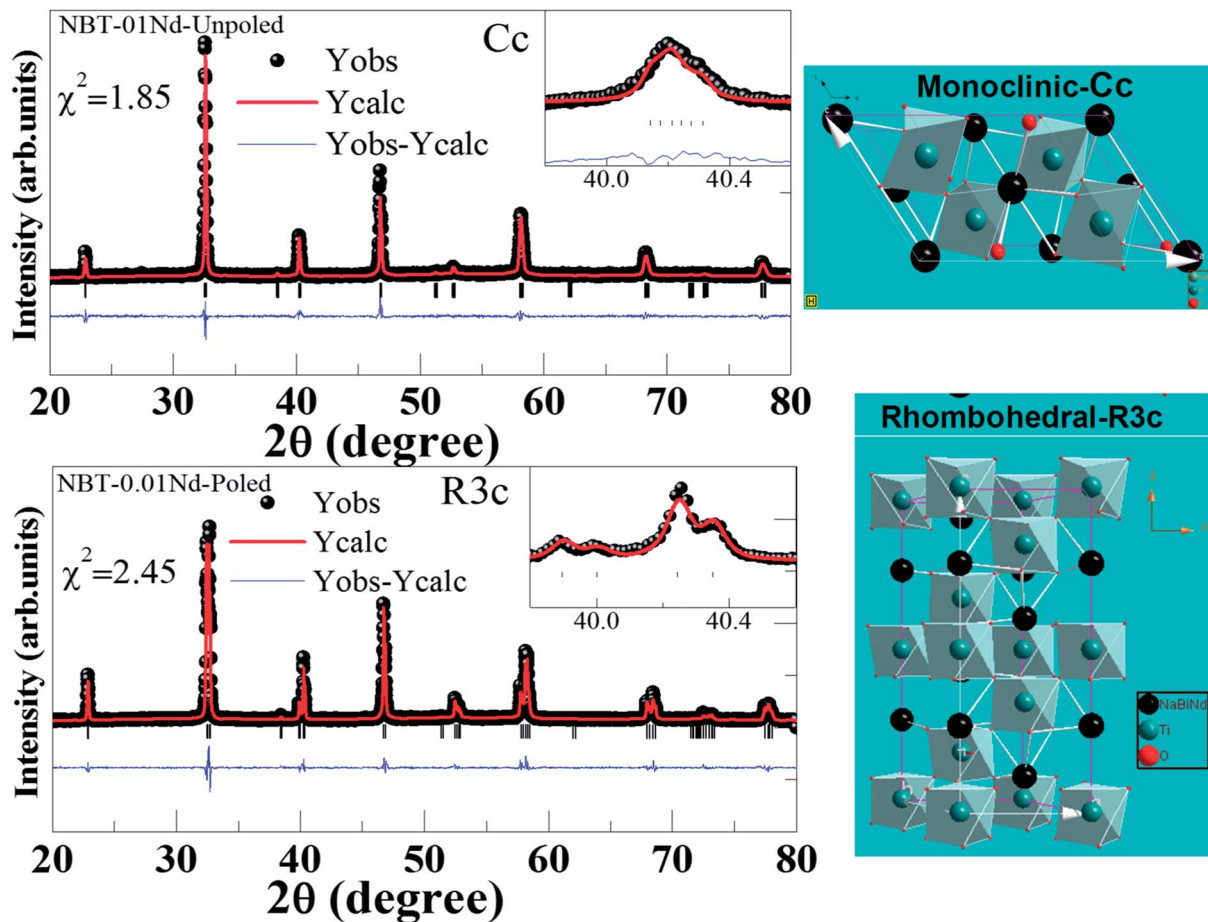 NBT-01Nd-Unpoled
Cc
χ²=1.85
Yobs
Ycalc
Yobs-Ycalc
40.0 40.4
Intensity (arb.units)
20 30 40 50 60 70 80
2θ (degree)
Monoclinic-Cc
H
NBT-0.01Nd-Poled
R3c
χ²=2.45
Yobs
Ycalc
Yobs-Ycalc
40.0 40.4
Intensity (arb.units)
20 30 40 50 60 70 80
2θ (degree)
Rhombohedral-R3c
NaBiNd
Ti
O